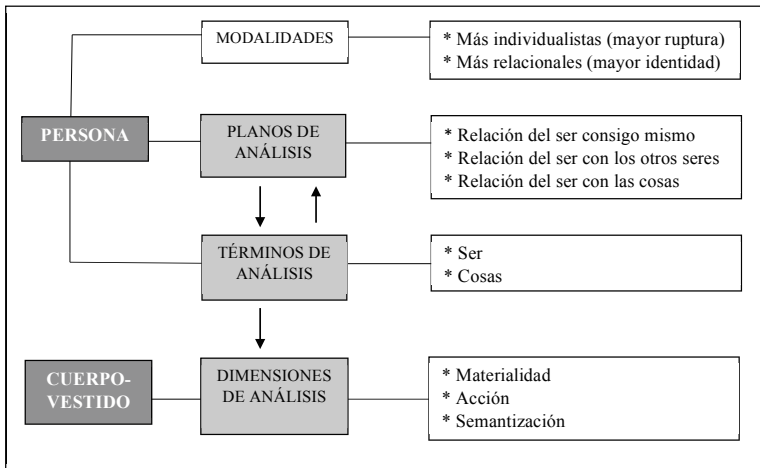 MODALIDADES
* Más individualistas (mayor ruptura)
* Más relacionales (mayor identidad)
PERSONA
PLANOS DE
ANÁLISIS
* Relación del ser consigo mismo
* Relación del ser con los otros seres
* Relación del ser con las cosas
TÉRMINOS DE
ANÁLISIS
* Ser
* Cosas
CUERPO-
VESTIDO
DIMENSIONES
DE ANÁLISIS
* Materialidad
* Acción
* Semantización